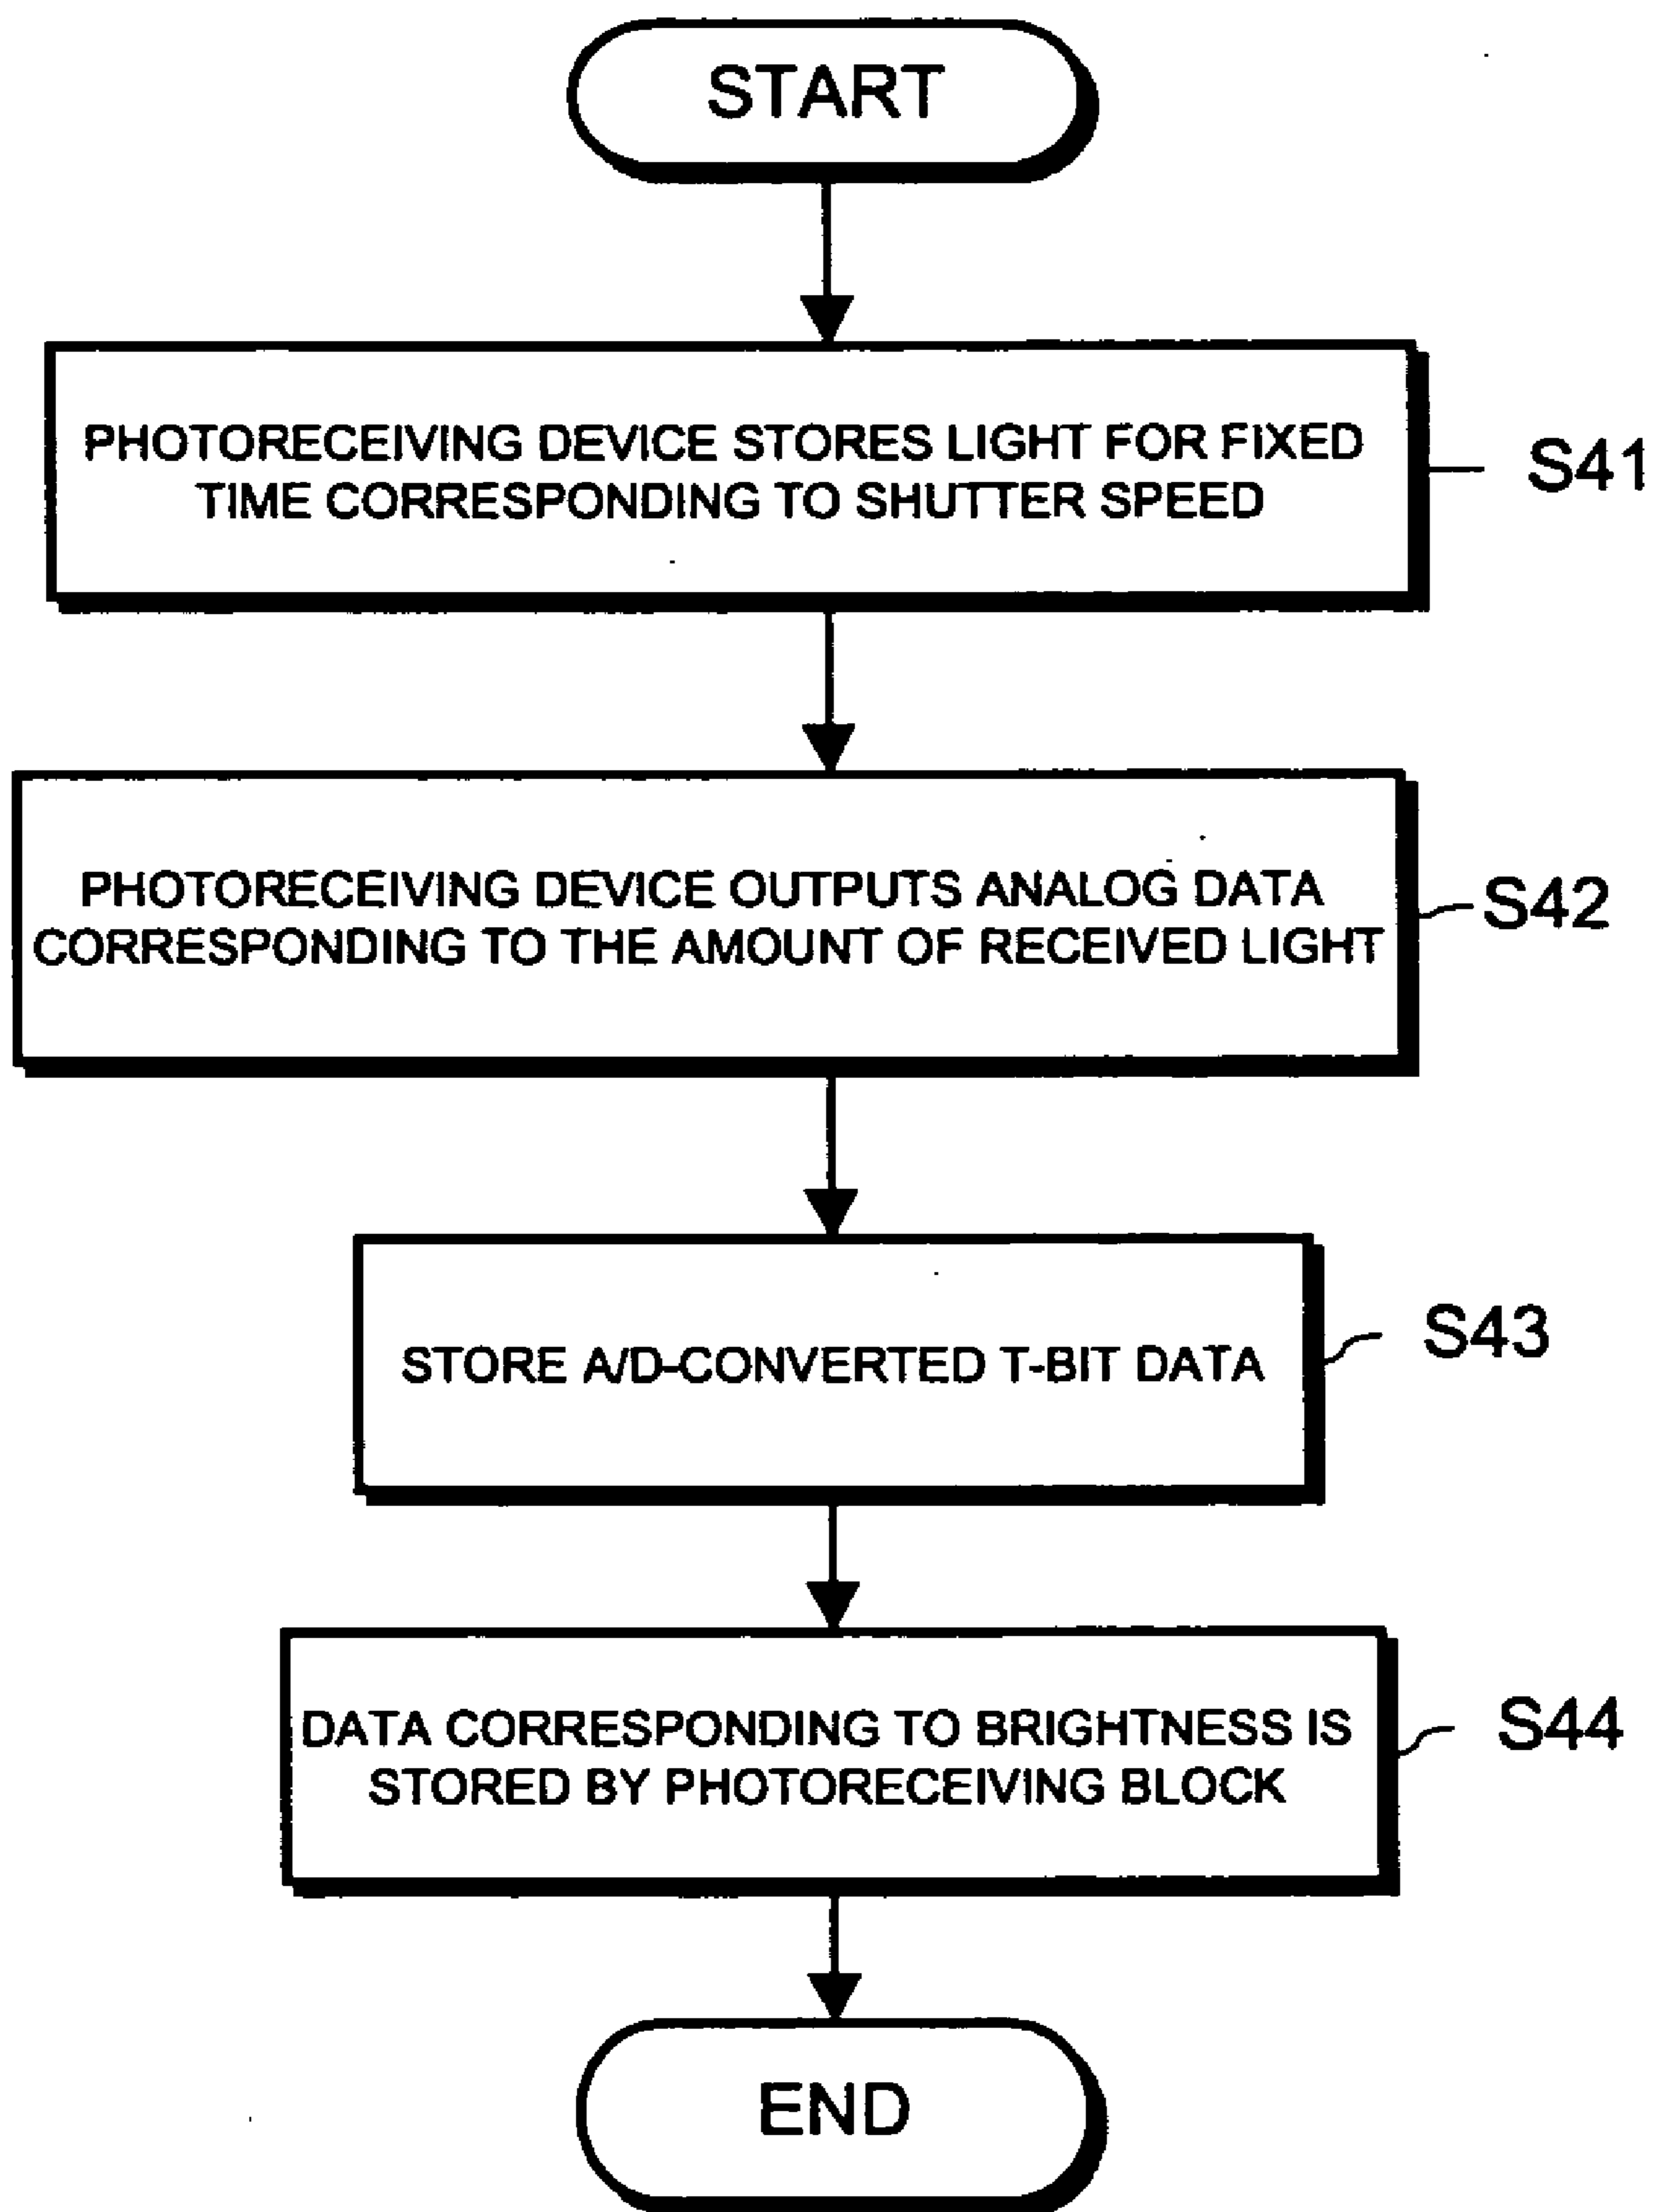 START
PHOTORECEIVING DEVICE STORES LIGHT FOR FIXED
TIME CORRESPONDING TO SHUTTER SPEED
S41
PHOTORECEIVING DEVICE OUTPUTS ANALOG DATA
CORRESPONDING TO THE AMOUNT OF RECEIVED LIGHT
S42
STORE A/D-CONVERTED T-BIT DATA
S43
DATA CORRESPONDING TO BRIGHTNESS IS
STORED BY PHOTORECEIVING BLOCK
S44
END